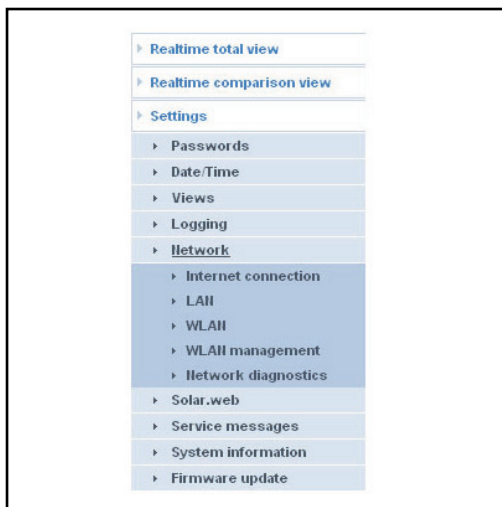 Realtime total view
Realtime comparison view
Settings
Passwords
Date/Time
Views
Logging
Network
Internet connection
LAN
WLAN
WLAN management
Network diagnostics
Solar.web
Service messages
System information
Firmware update